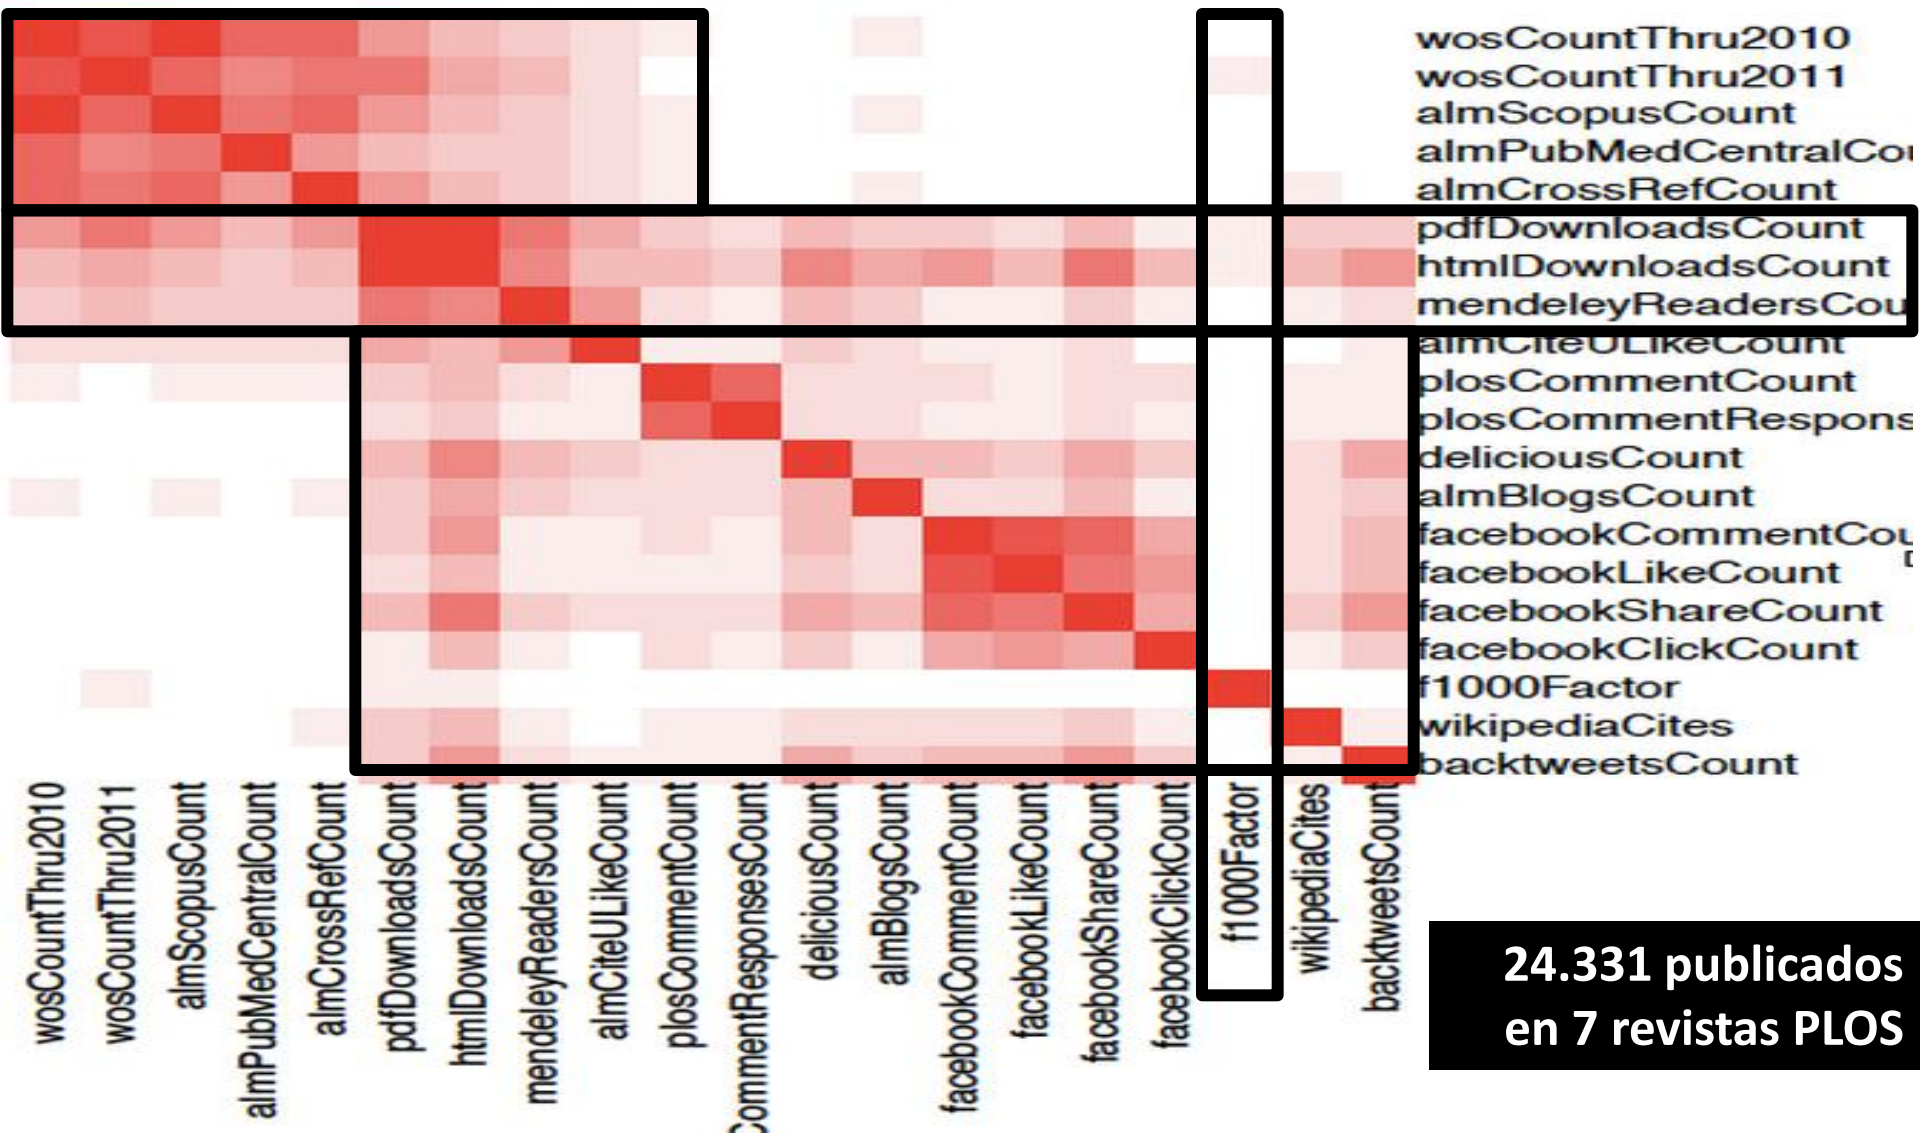 wosCountThru2010
wosCountThru2011
almScopusCount
almPubMedCentralCou
almCrossRefCount
pdfDownloadsCount
htmlDownloadsCount
mendeleyReadersCou
almCiteULikeCount
plosCommentCount
plosCommentRespons
deliciousCount
almBlogsCount
facebookCommentCou
facebookLikeCount
facebookShareCount
facebookClickCount
f1000Factor
wikipediaCites
backtweetsCount
wosCountThru2010
wosCountThru2011
almScopusCount
almPubMedCentralCount
almCrossRefCount
pdfDownloadsCount
htmlDownloadsCount
mendeleyReadersCount
almCiteULikeCount
plosCommentCount
CommentResponsesCount
deliciousCount
almBlogsCount
facebookCommentCount
facebookLikeCount
facebookShareCount
facebookClickCount
f1000Factor
wikipediaCites
backtweetsCount
24.331 publicados
en 7 revistas PLOS